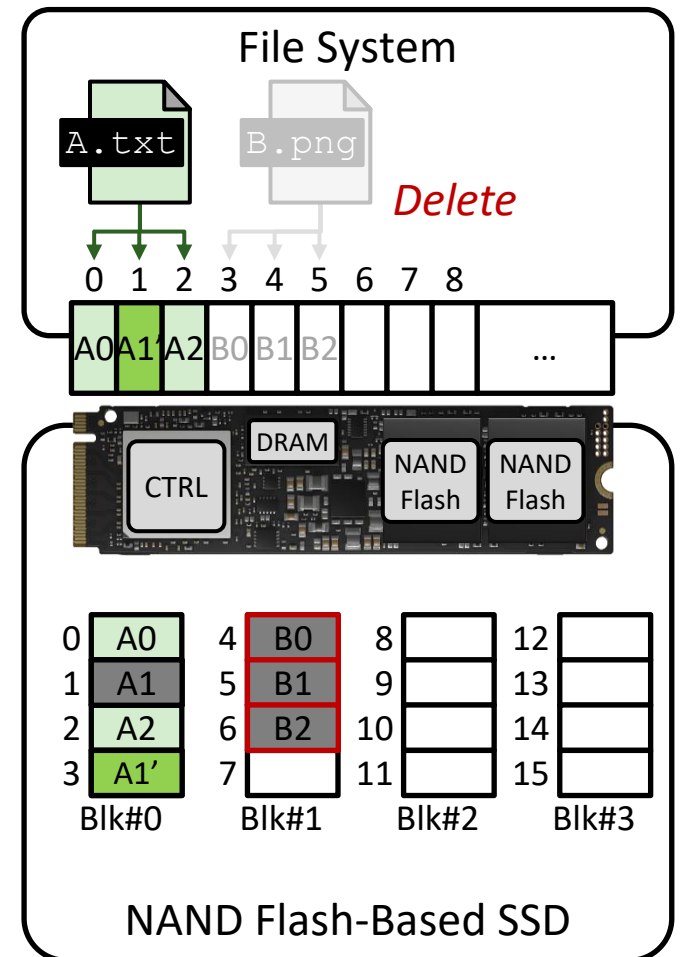 File System
A.txt B.png
Delete
0 1 2 3 4 5 6 7 8
A0 A1' A2 B0 B1 B2 ...
DRAM
CTRL
NAND Flash
NAND Flash
0 A0 4 B0 8 12
1 A1 5 B1 9 13
2 A2 6 B2 10 14
3 A1' 7 11 15
Blk#0 Blk#1 Blk#2 Blk#3
NAND Flash-Based SSD